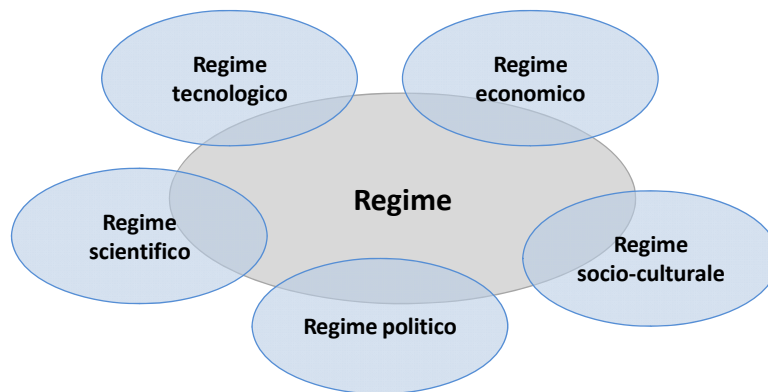 Regime
tecnologico
Regime
economico
Regime
Regime
scientifico
Regime
socio-culturale
Regime politico